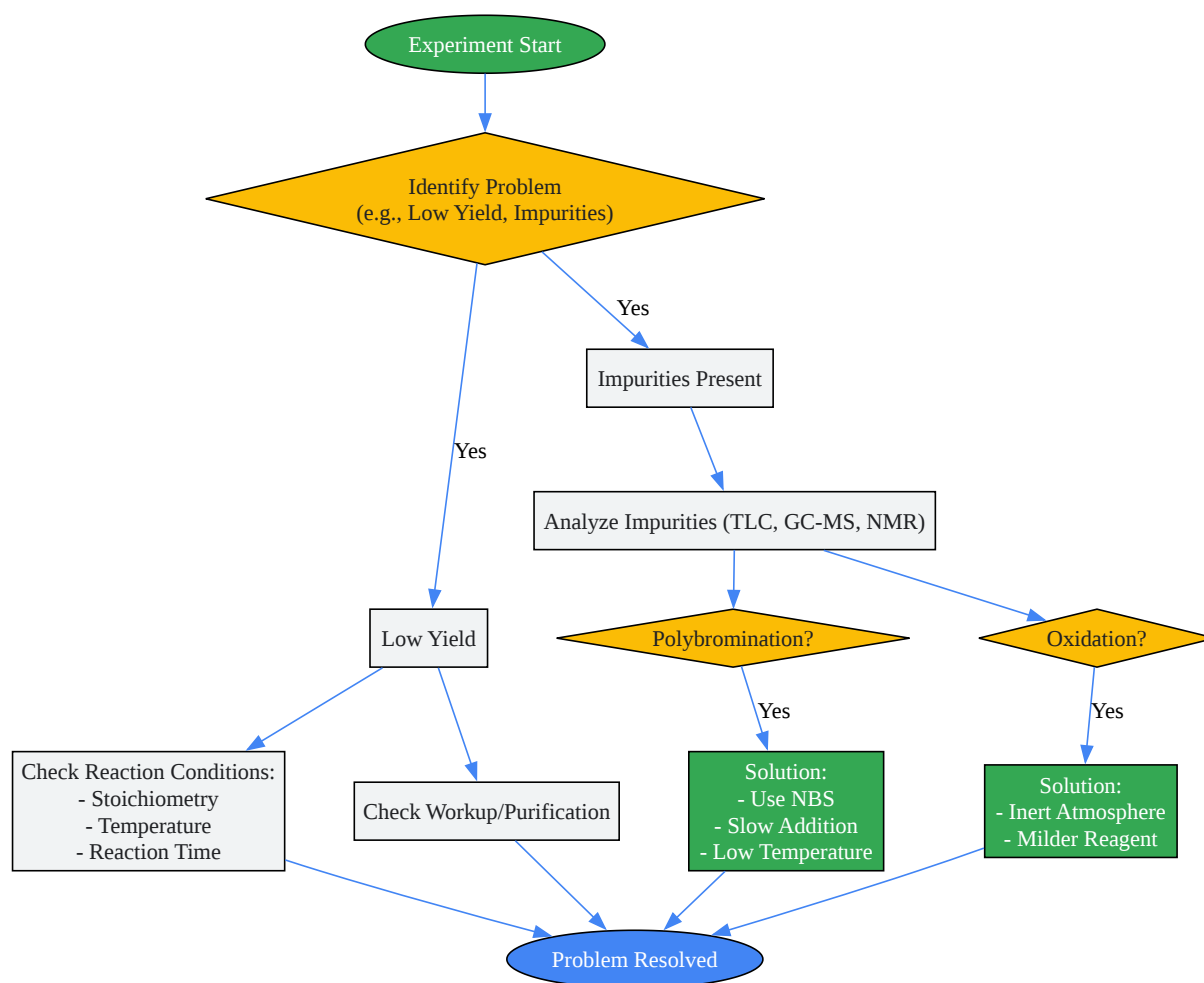 Experiment Start
Identify Problem
(e.g., Low Yield, Impurities)
Yes
Impurities Present
Yes
Analyze Impurities (TLC, GC-MS, NMR)
Low Yield
Polybromination?
Oxidation?
Yes
Yes
Check Reaction Conditions:
- Stoichiometry
- Temperature
- Reaction Time
Check Workup/Purification
Solution:
- Use NBS
- Slow Addition
- Low Temperature
Solution:
- Inert Atmosphere
- Milder Reagent
Problem Resolved